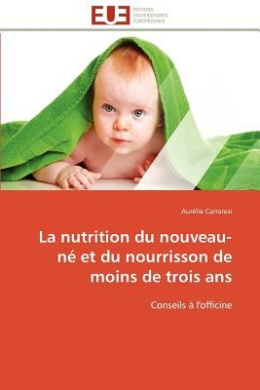 EUE
ÉDITIONS
UNIVERSITAIRES
EUROPÉENNES
Aurélie Carraresi
La nutrition du nouveau-
né et du nourrisson de
moins de trois ans
Conseils à l'officine